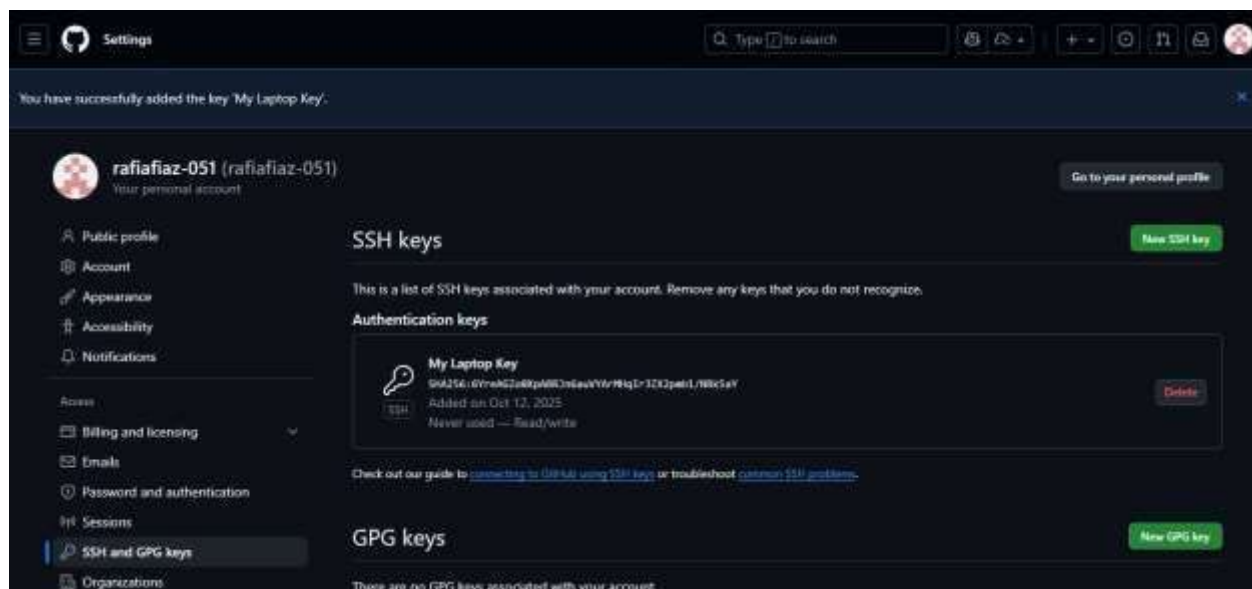 Settings
Type / to search
You have successfully added the key 'My Laptop Key'.
rafiafiaz-051 (rafiafiaz-051)
Your personal account
Go to your personal profile
Public profile
Account
Appearance
Accessibility
Notifications
Access
Billing and licensing
Emails
Password and authentication
Sessions
SSH and GPG keys
Organizations
SSH keys
New SSH key
This is a list of SSH keys associated with your account. Remove any keys that you do not recognize.
Authentication keys
My Laptop Key
SSH
Added on Oct 12, 2025
Never used — Read/write
Delete
Check out our guide to connecting to GitHub using SSH keys or troubleshoot common SSH problems.
GPG keys
New GPG key
There are no GPG keys associated with your account.